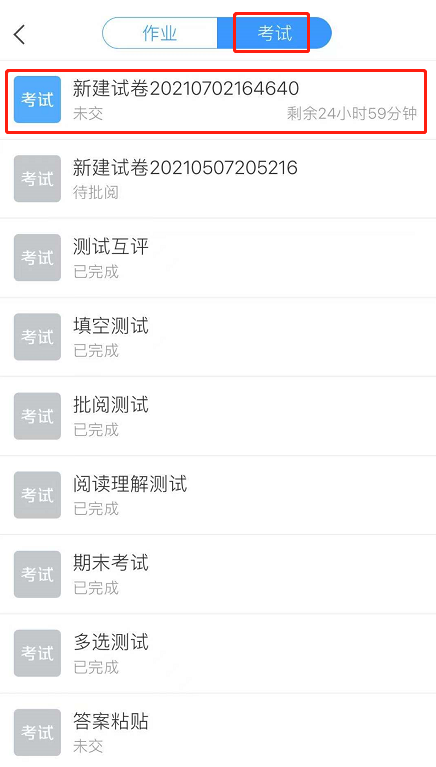 作业 考试
考试 新建试卷20210702164640
未交 剩余24小时59分钟
考试 新建试卷20210507205216
待批阅
考试 测试互评
已完成
考试 填空测试
已完成
考试 批阅测试
已完成
考试 阅读理解测试
已完成
考试 期末考试
已完成
考试 多选测试
已完成
考试 答案粘贴
未交